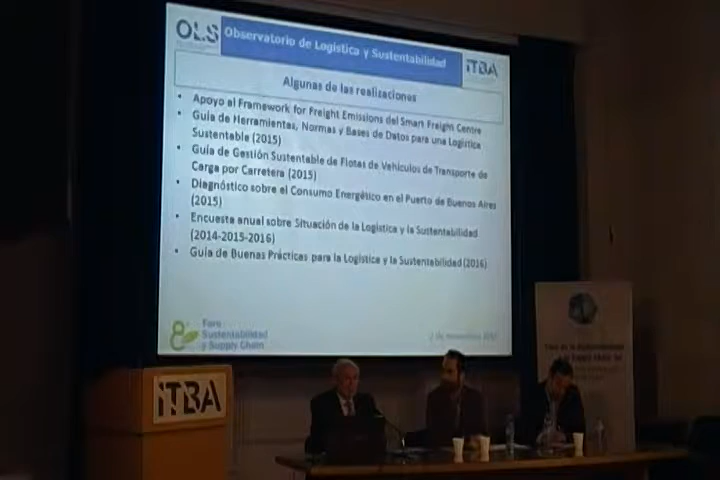 OLS
Observatorio de Logística y Sustentabilidad
ITBA
Algunas de las realizaciones
• Apoyo al Framework for Freight Emissions del Smart Freight Centre
• Guía de Herramientas, Normas y Bases de Datos para una Logística
Sustentable (2015)
• Guía de Gestión Sustentable de Flotas de Vehículos de Transporte de
Carga por Carretera (2015)
• Diagnóstico sobre el Consumo Energético en el Puerto de Buenos Aires
(2015)
• Encuesta anual sobre Situación de la Logística y la Sustentabilidad
(2014-2015-2016)
• Guía de Buenas Prácticas para la Logística y la Sustentabilidad (2016)
Foro
Sustentabilidad
y Supply Chain
ITBA